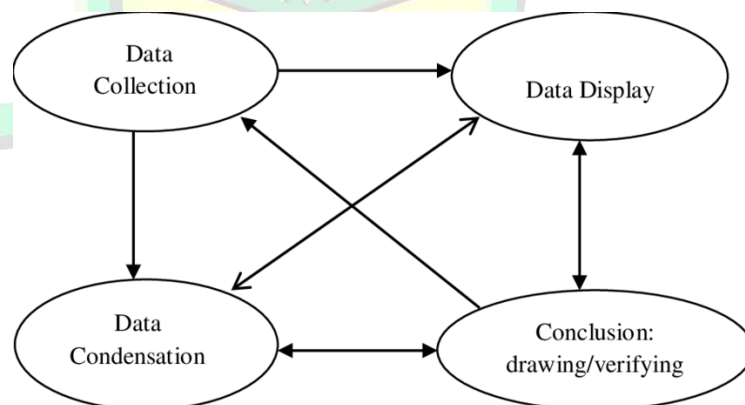 Data
Collection
Data Display
Data
Condensation
Conclusion:
drawing/verifying